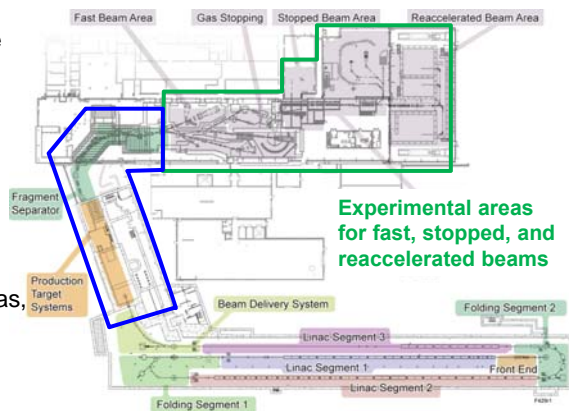 Fast Beam Area
Gas Stopping
Stopped Beam Area
Reaccelerated Beam Area
Fragment
Separator
Experimental areas
for fast, stopped, and
reaccelerated beams
Production
Target
Systems
as,
Beam Delivery System
Folding Segment 2
Linac Segment 3
Linac Segment 1
Front End
Linac Segment 2
Folding Segment 1